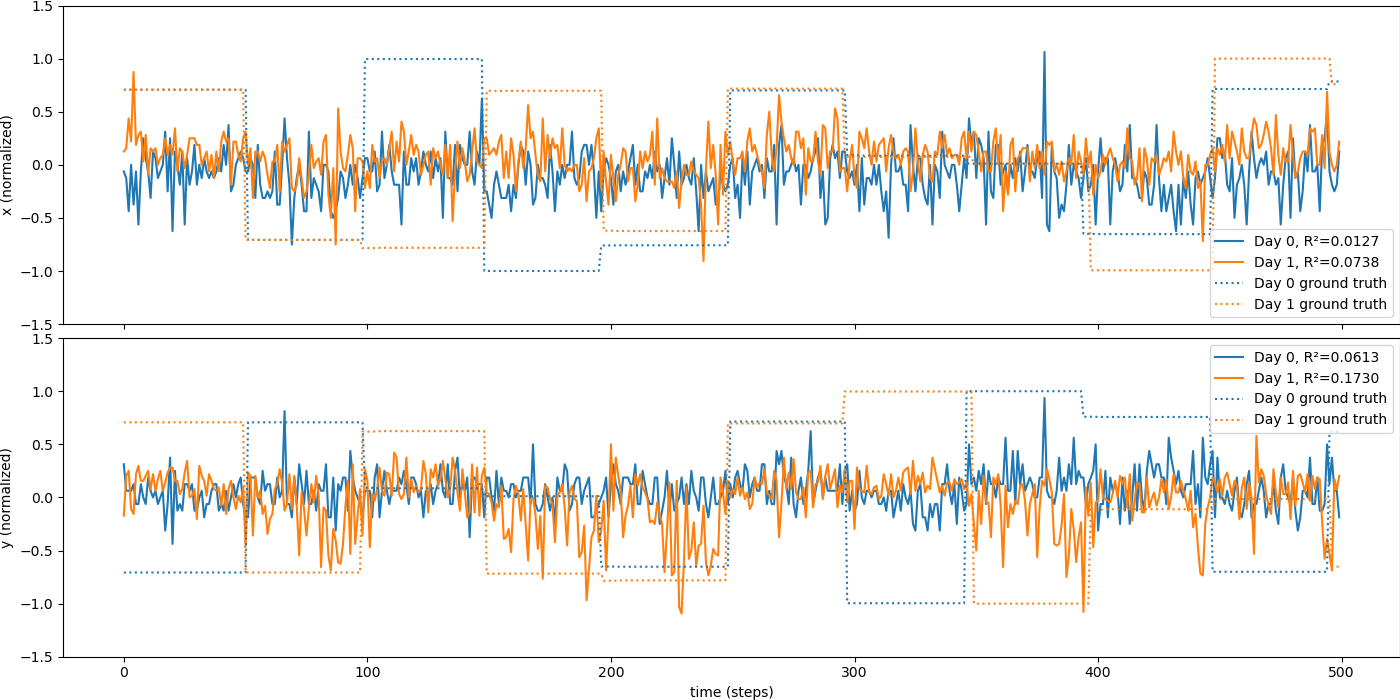 1.5
1.0
0.5
0.0
−0.5
−1.0
−1.5
x (normalized)
Day 0, R²=0.0127
Day 1, R²=0.0738
Day 0 ground truth
Day 1 ground truth
1.5
1.0
0.5
0.0
−0.5
−1.0
−1.5
y (normalized)
Day 0, R²=0.0613
Day 1, R²=0.1730
Day 0 ground truth
Day 1 ground truth
0 100 200 300 400 500
time (steps)